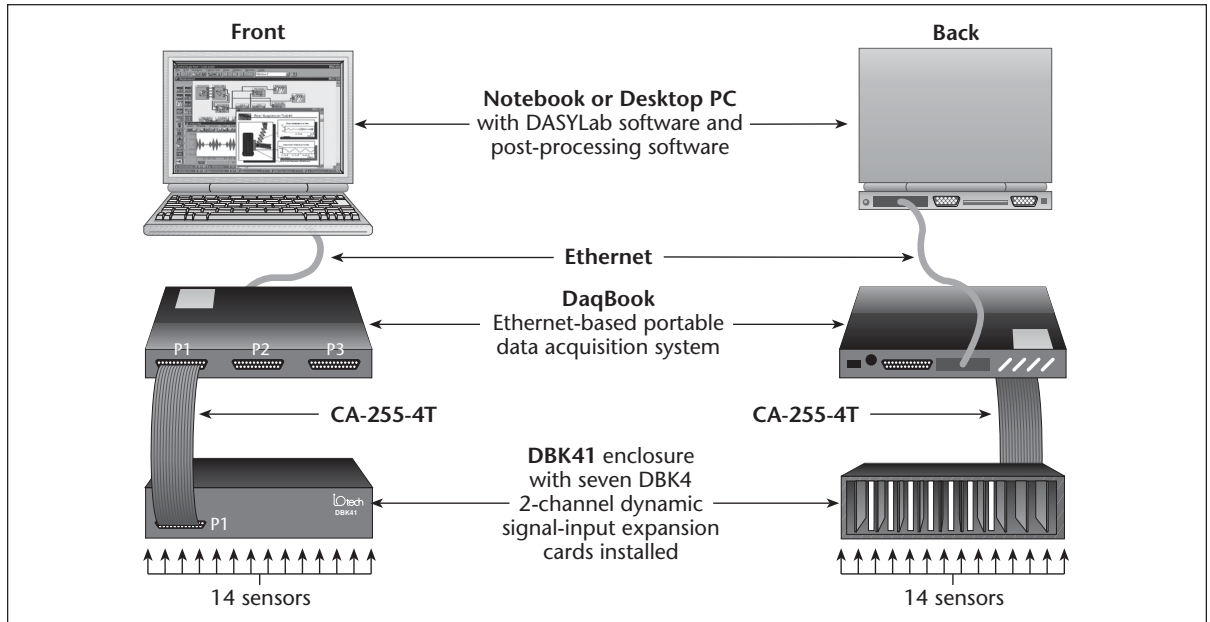 Front
Back
Notebook or Desktop PC
with DASYLab software and
post-processing software
Ethernet
DaqBook
Ethernet-based portable
data acquisition system
P1 P2 P3
CA-255-4T
CA-255-4T
DBK41 enclosure
with seven DBK4
2-channel dynamic
signal-input expansion
cards installed
IOtech
DBK41
P1
14 sensors
14 sensors